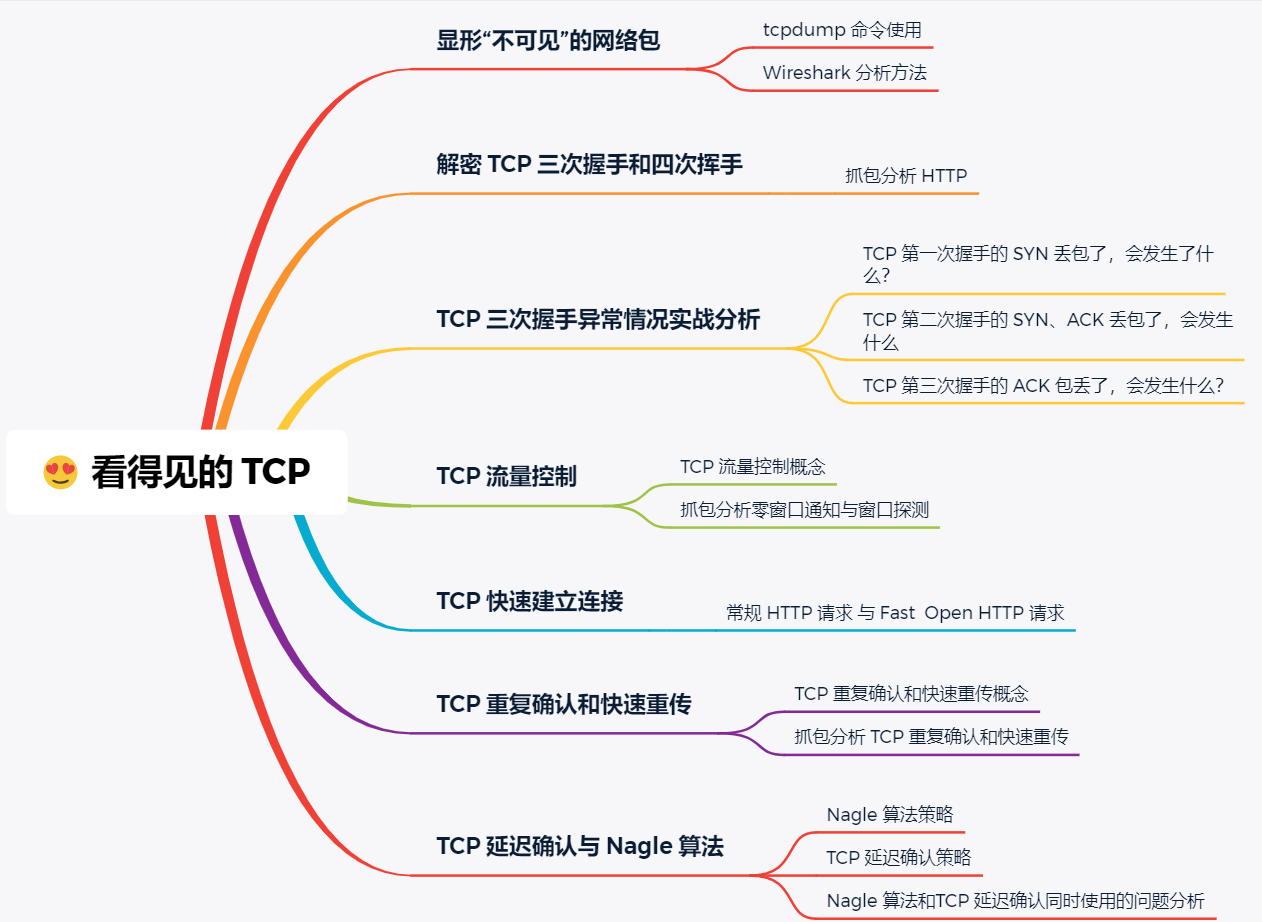 显形“不可见”的网络包
tcpdump 命令使用
Wireshark 分析方法
解密 TCP 三次握手和四次挥手
抓包分析 HTTP
TCP 三次握手异常情况实战分析
TCP 第一次握手的 SYN 丢包了，会发生了什
么？
TCP 第二次握手的 SYN、ACK 丢包了，会发生
什么
TCP 第三次握手的 ACK 包丢了，会发生什么？
看得见的 TCP
TCP 流量控制
TCP 流量控制概念
抓包分析零窗口通知与窗口探测
TCP 快速建立连接
常规 HTTP 请求 与 Fast  Open HTTP 请求
TCP 重复确认和快速重传
TCP 重复确认和快速重传概念
抓包分析 TCP 重复确认和快速重传
TCP 延迟确认与 Nagle 算法
Nagle 算法策略
TCP 延迟确认策略
Nagle 算法和TCP 延迟确认同时使用的问题分析